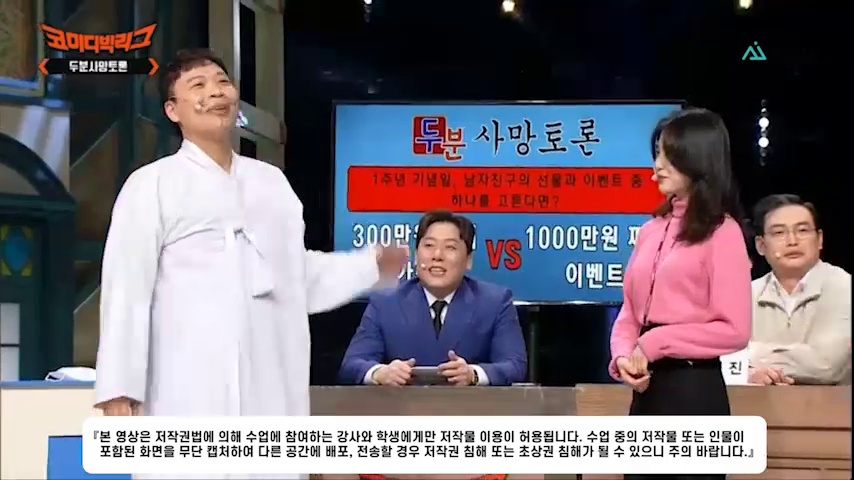 코미디빅리그
두분사망토론
두분 사망토론
1주년 기념일, 남자친구의 선물과 이벤트 중
하나를 고른다면?
300만원
VS
1000만원
이벤트
진
『본 영상은 저작권법에 의해 수업에 참여하는 강사와 학생에게만 저작물 이용이 허용됩니다. 수업 중의 저작물 또는 인물이
포함된 화면을 무단 캡처하여 다른 공간에 배포, 전송할 경우 저작권 침해 또는 초상권 침해가 될 수 있으니 주의 바랍니다.』